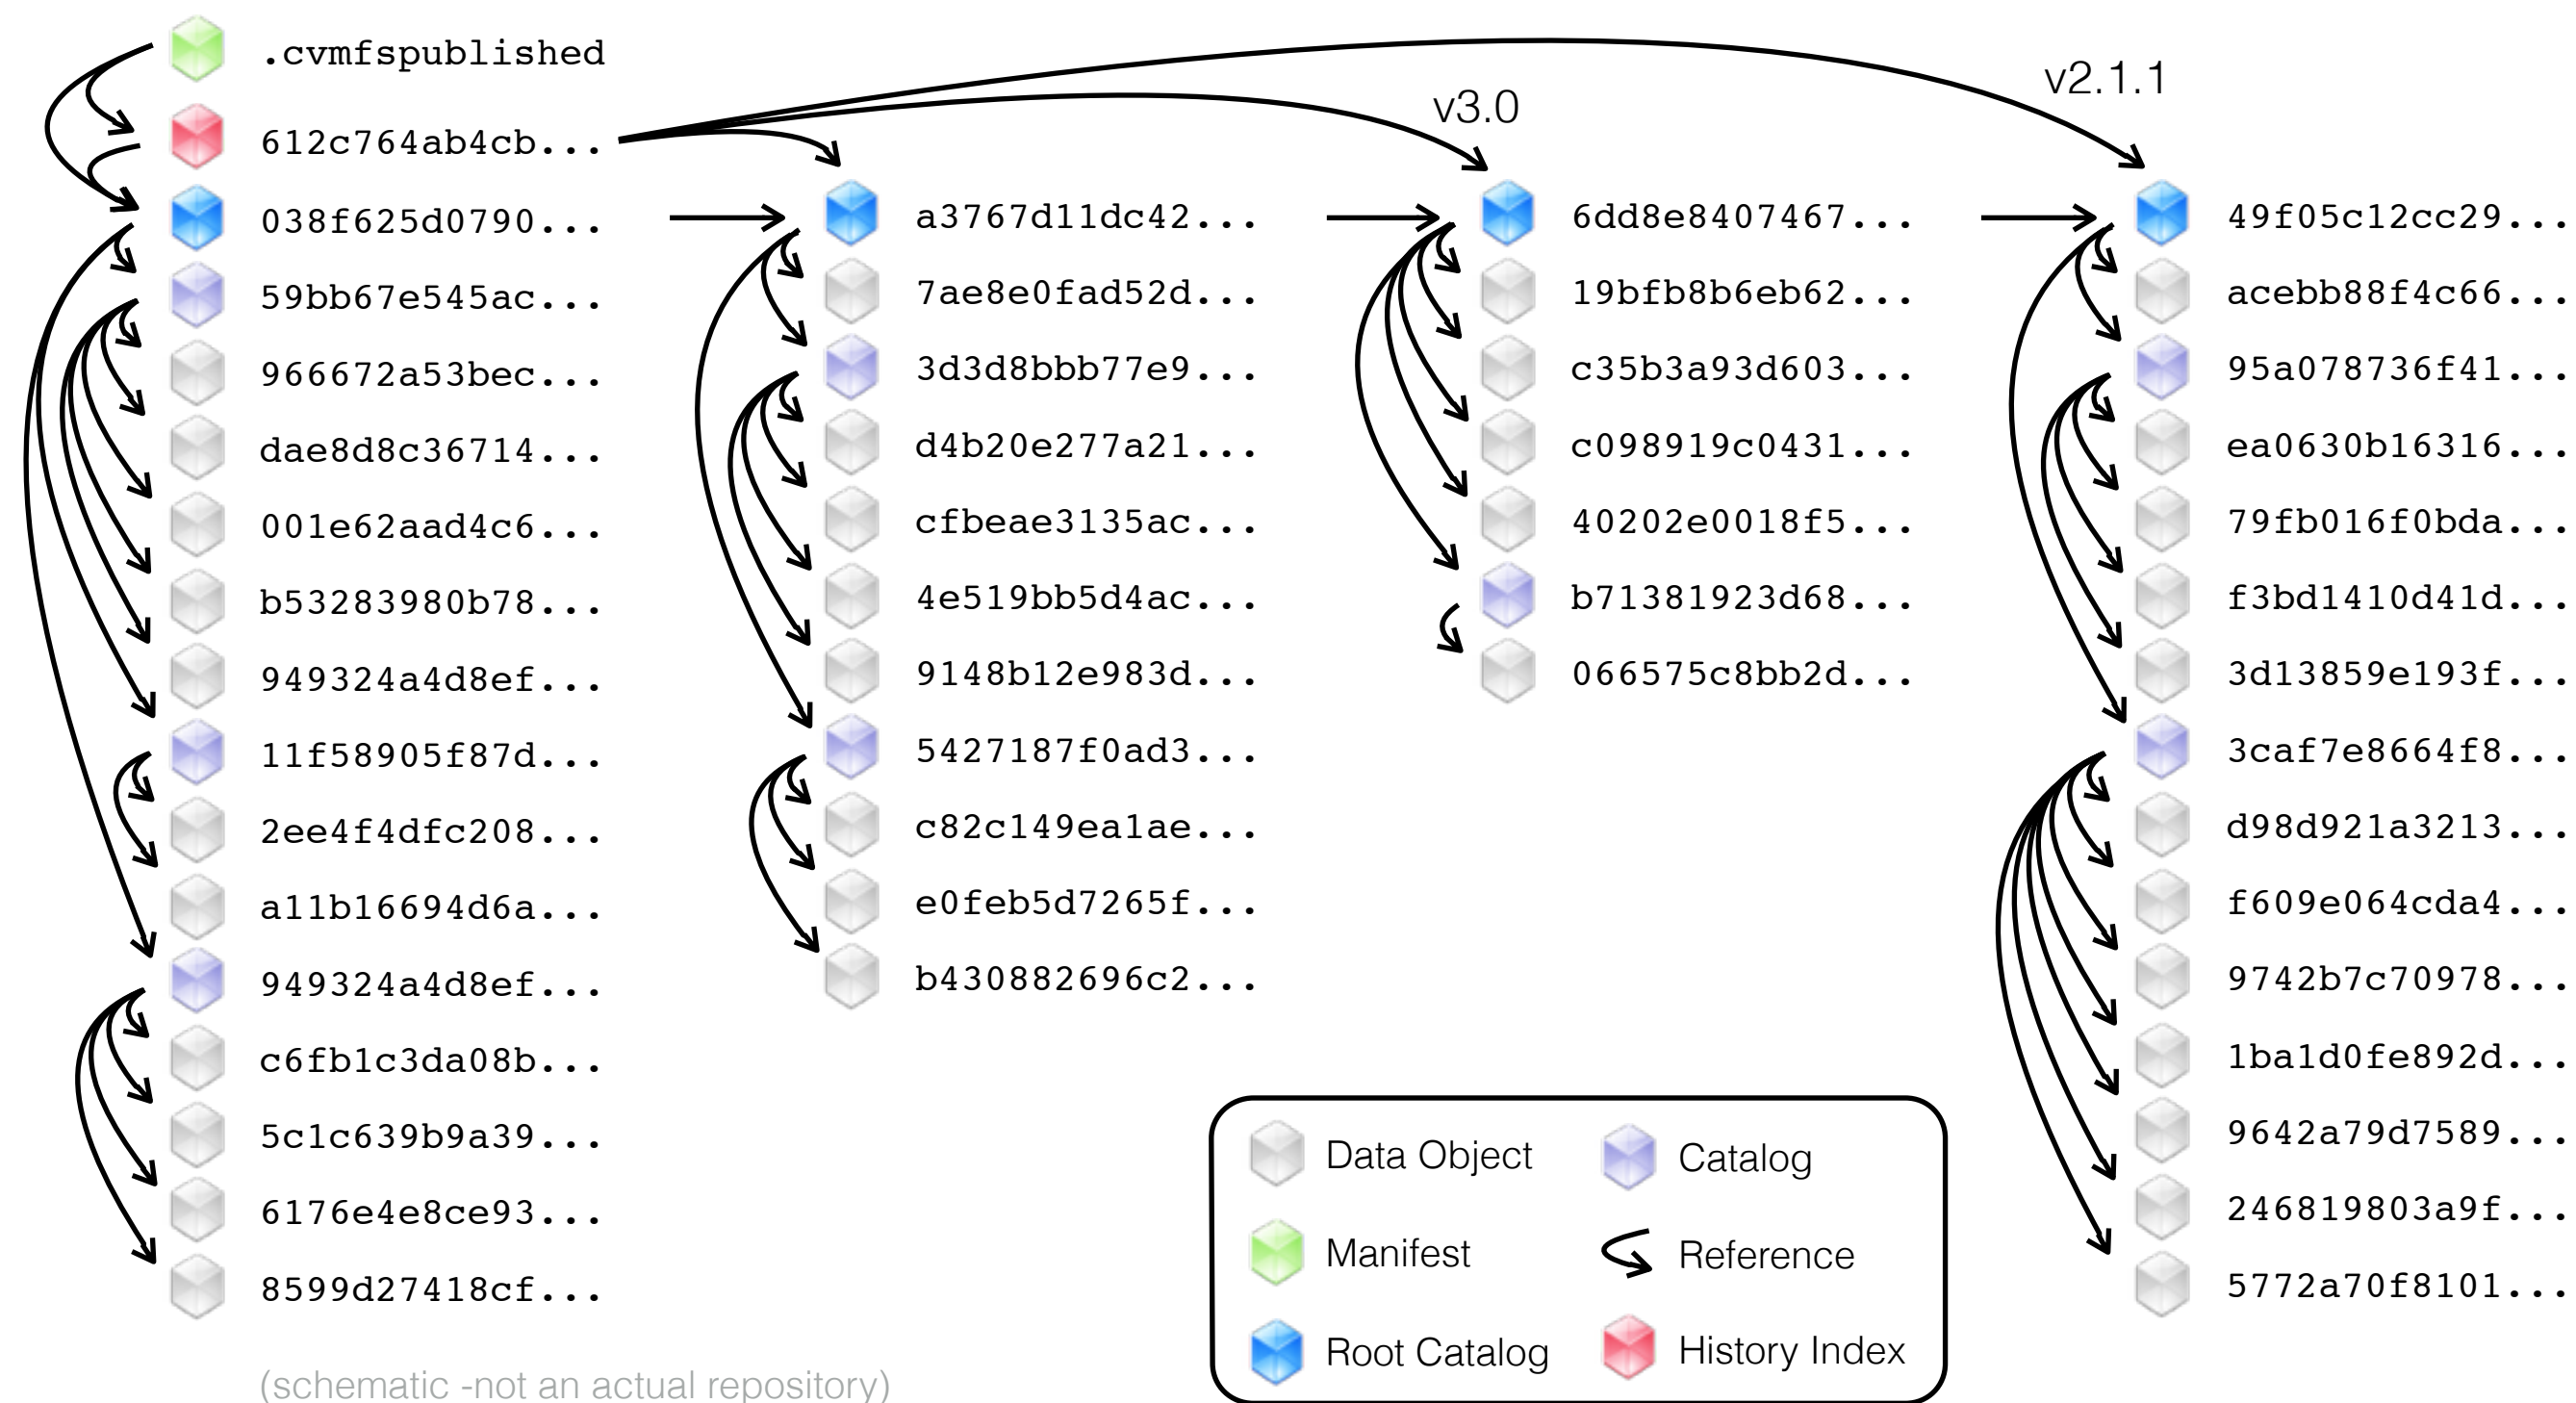 .cvmfspublished
612c764ab4cb...
038f625d0790...
59bb67e545ac...
966672a53bec...
dae8d8c36714...
001e62aad4c6...
b53283980b78...
949324a4d8ef...
11f58905f87d...
2ee4f4dfc208...
a11b16694d6a...
949324a4d8ef...
c6fb1c3da08b...
5c1c639b9a39...
6176e4e8ce93...
8599d27418cf...
(schematic -not an actual repository)
a3767d11dc42...
7ae8e0fad52d...
3d3d8bbb77e9...
d4b20e277a21...
cfbeae3135ac...
4e519bb5d4ac...
9148b12e983d...
5427187f0ad3...
c82c149ea1ae...
e0feb5d7265f...
b430882696c2...
v3.0
6dd8e8407467...
19bfb8b6eb62...
c35b3a93d603...
c098919c0431...
40202e0018f5...
b71381923d68...
066575c8bb2d...
v2.1.1
49f05c12cc29...
acebb88f4c66...
95a078736f41...
ea0630b16316...
79fb016f0bda...
f3bd1410d41d...
3d13859e193f...
3caf7e8664f8...
d98d921a3213...
f609e064cda4...
9742b7c70978...
1ba1d0fe892d...
9642a79d7589...
246819803a9f...
5772a70f8101...
Data Object
Catalog
Manifest
Reference
Root Catalog
History Index